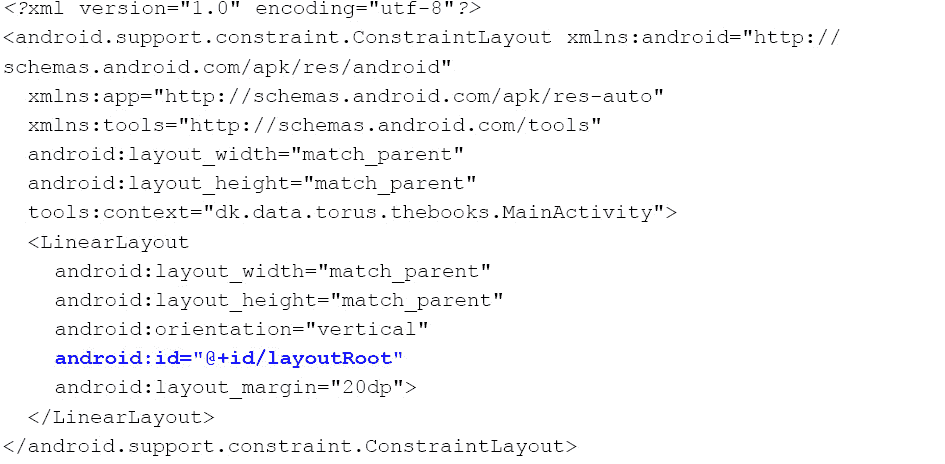 <?xml version="1.0" encoding="utf-8"?>
<android.support.constraint.ConstraintLayout xmlns:android="http://
schemas.android.com/apk/res/android"
  xmlns:app="http://schemas.android.com/apk/res-auto"
  xmlns:tools="http://schemas.android.com/tools"
  android:layout_width="match_parent"
  android:layout_height="match_parent"
  tools:context="dk.data.torus.thebooks.MainActivity">
  <LinearLayout
    android:layout_width="match_parent"
    android:layout_height="match_parent"
    android:orientation="vertical"
    android:id="@+id/layoutRoot"
    android:layout_margin="20dp">
  </LinearLayout>
</android.support.constraint.ConstraintLayout>